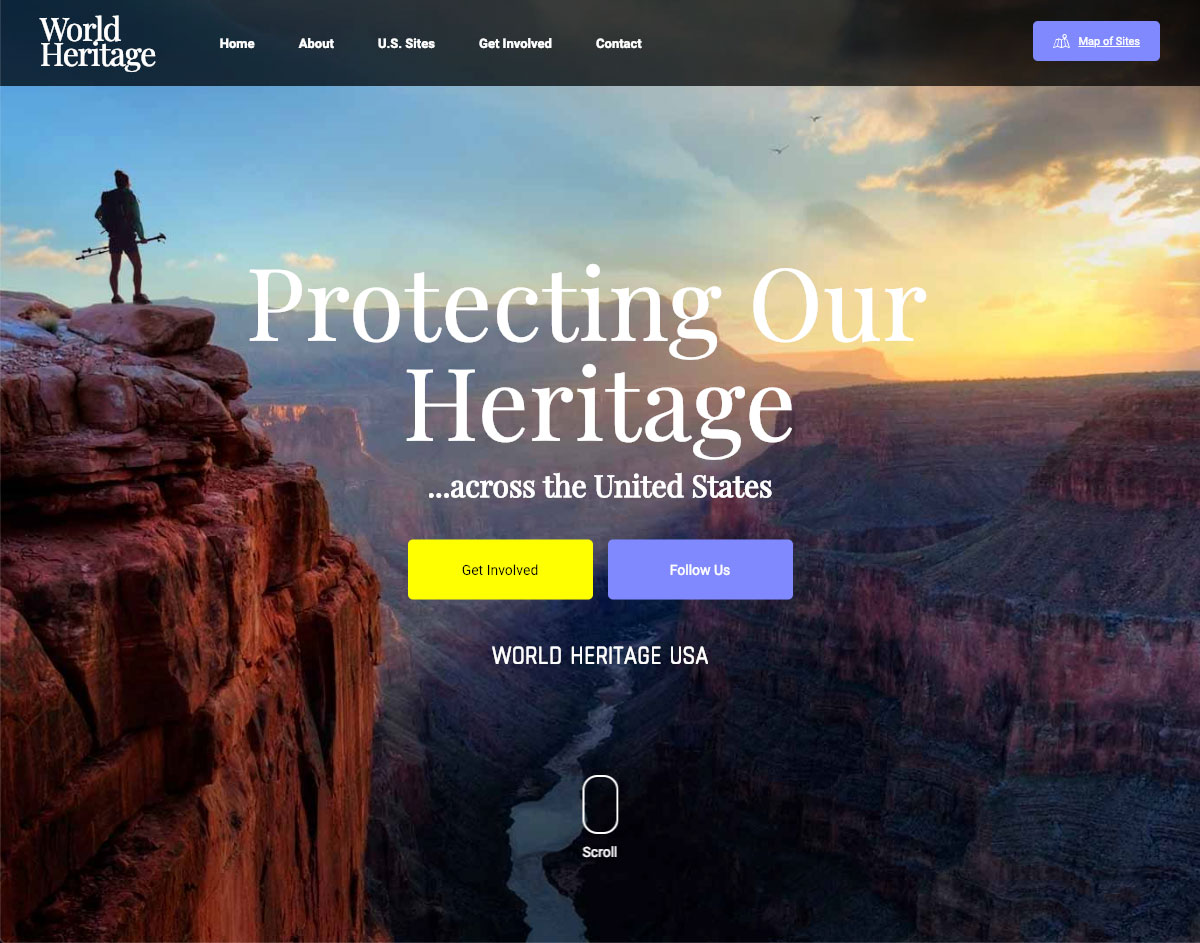 World
Heritage
Home
About
U.S. Sites
Get Involved
Contact
Map of Sites
Protecting Our
Heritage
...across the United States
Get Involved
Follow Us
WORLD HERITAGE USA
Scroll